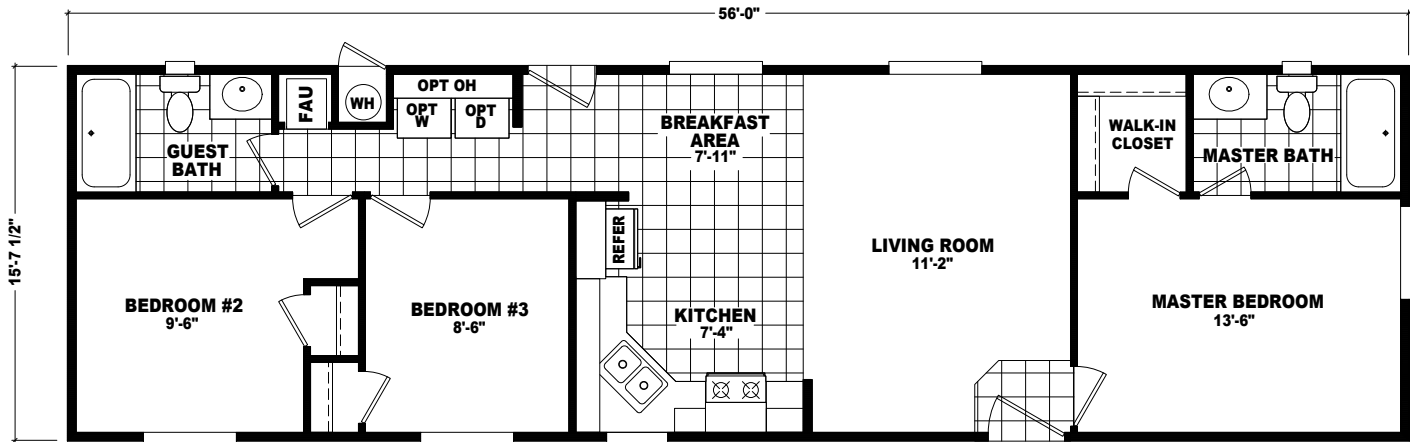 56'-0"
15'-7 1/2"
GUEST
BATH
FAU
WH
OPT OH
OPT
W
OPT
D
BREAKFAST
AREA
7'-11"
WALK-IN
CLOSET
MASTER BATH
BEDROOM #2
9'-6"
BEDROOM #3
8'-6"
REFER
KITCHEN
7'-4"
LIVING ROOM
11'-2"
MASTER BEDROOM
13'-6"